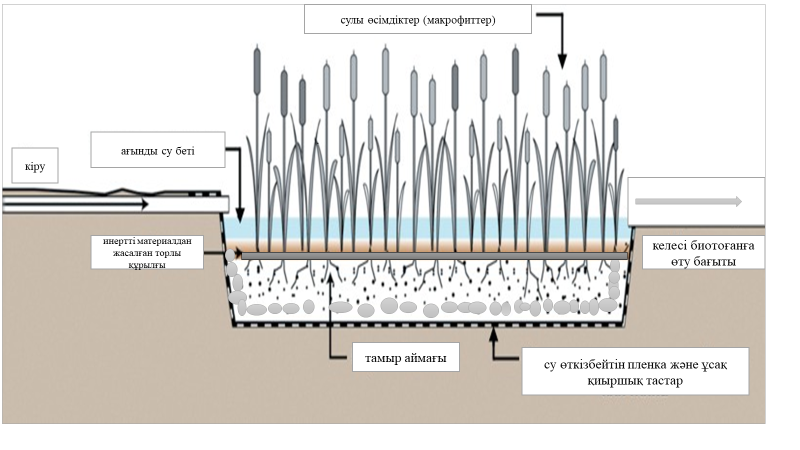 сулы өсімдіктер (макрофиттер)
ағынды су беті
кіру
инертті материалдан
жасалған торлы
құрылғы
келесі биотоғанға
өту бағыты
тамыр аймағы
су өткізбейтін пленка және ұсақ
қиыршық тастар